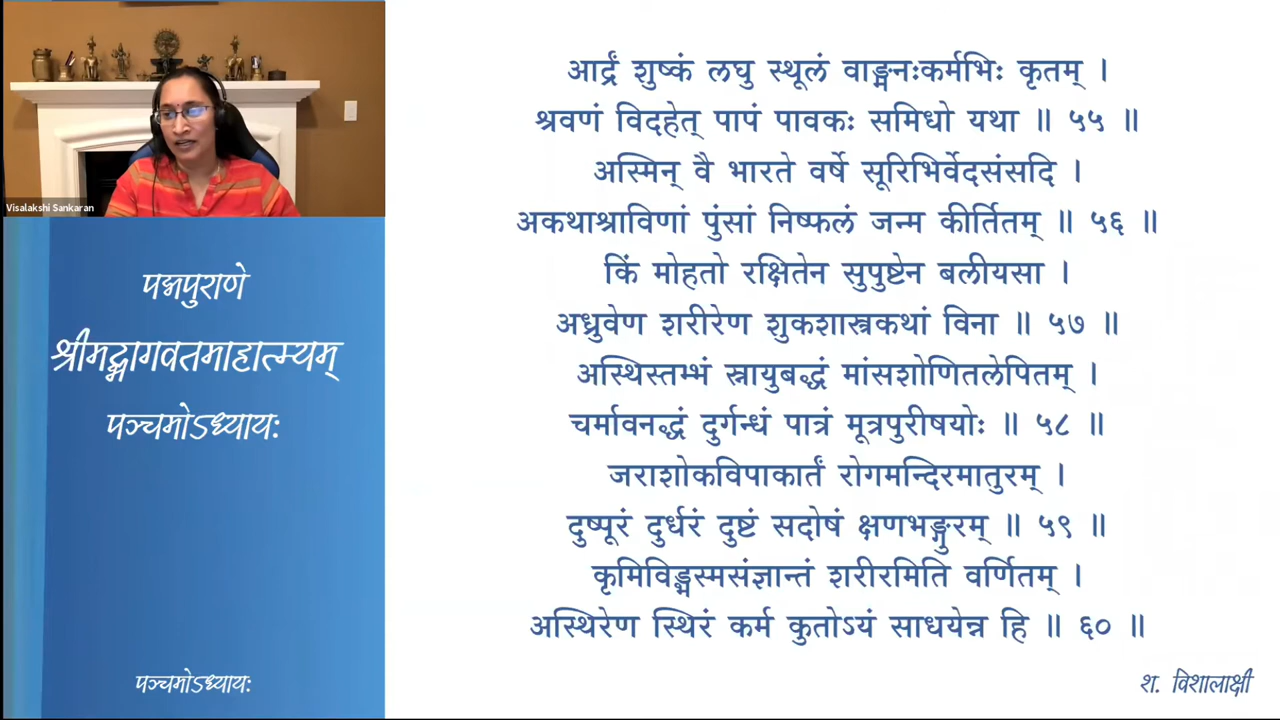 Visalakshi Sankaran
पद्मपुराणे
श्रीमद्भागवतमाहात्म्यम्
पञ्चमोऽध्यायः
पञ्चमोऽध्यायः
आर्द्रं शुष्कं लघु स्थूलं वाङ्मनःकर्मभिः कृतम् ।
श्रवणं विदहेत् पापं पावकः समिधो यथा ॥ ५५ ॥
अस्मिन् वै भारते वर्षे सूरिभिर्वेदसंसदि ।
अकथाश्राविणां पुंसां निष्फलं जन्म कीर्तितम् ॥ ५६ ॥
किं मोहतो रक्षितेन सुपुष्टेन बलीयसा ।
अध्रुवेण शरीरेण शुकशास्त्रकथां विना ॥ ५७ ॥
अस्थिस्तम्भं स्नायुबद्धं मांसशोणितलेपितम् ।
चर्मावनद्धं दुर्गन्धं पात्रं मूत्रपुरीषयोः ॥ ५८ ॥
जराशोकविपाकार्तं रोगमन्दिरमातुरम् ।
दुष्पूरं दुर्धरं दुष्टं सदोषं क्षणभङ्गुरम् ॥ ५९ ॥
कृमिविड्भस्मसंज्ञान्तं शरीरमिति वर्णितम् ।
अस्थिरेण स्थिरं कर्म कुतोऽयं साधयेन्न हि ॥ ६० ॥
श. विशालाक्षी